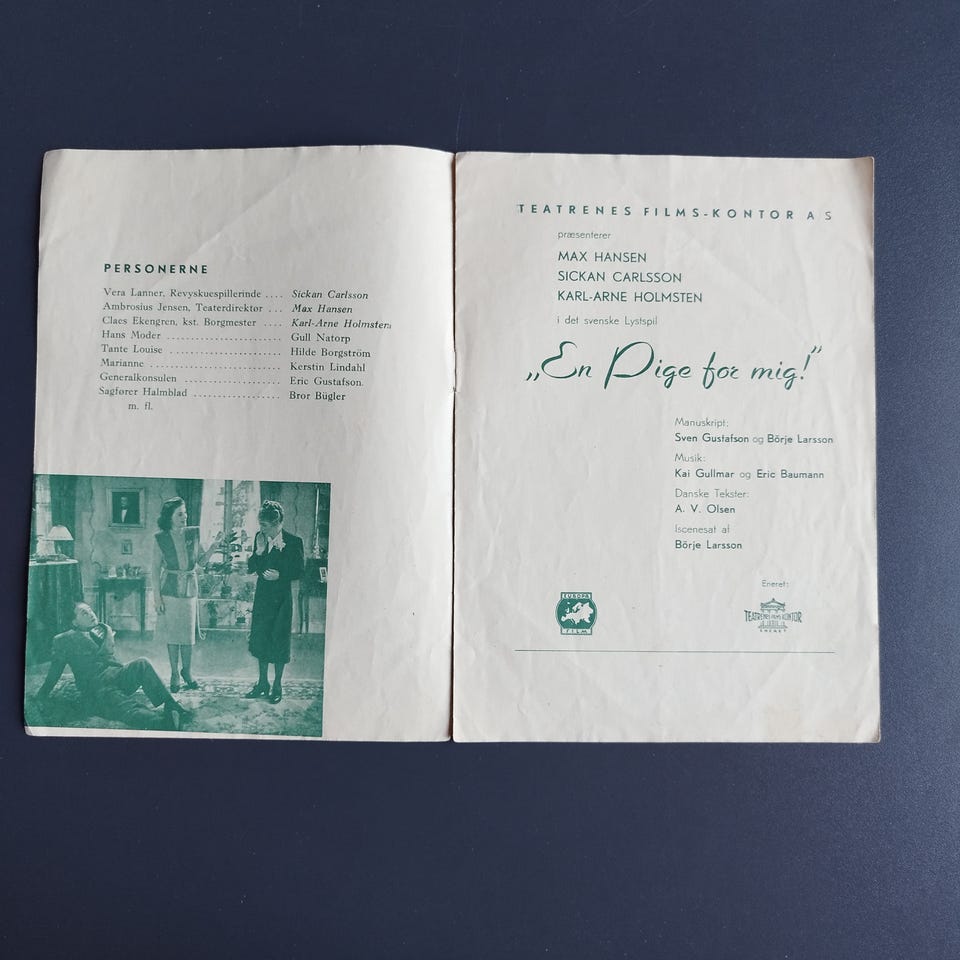 PERSONERNE
Vera Lanner, Revyskuespillerinde .... Sickan Carlsson
Ambrosius Jensen, Teaterdirektør ... Max Hansen
Claes Ekengren, kst. Borgmester .... Karl-Arne Holmsten
Hans Moder ........................ Gull Natorp
Tante Louise ....................... Hilde Borgström
Marianne .......................... Kerstin Lindahl
Generalkonsulen .................... Eric Gustafson.
Sagfører Halmblad .................. Bror Bügler
m. fl.
TEATRENES FILMS-KONTOR A S
præsenterer
MAX HANSEN
SICKAN CARLSSON
KARL-ARNE HOLMSTEN
i det svenske Lystspil
„En Pige for mig!”
Manuskript:
Sven Gustafson og Börje Larsson
Musik:
Kai Gullmar og Eric Baumann
Danske Tekster:
A. V. Olsen
Iscenesat af
Börje Larsson
Eneret:
EUROPA
FILM
TEATRENES FILMS KONTOR
ENERET